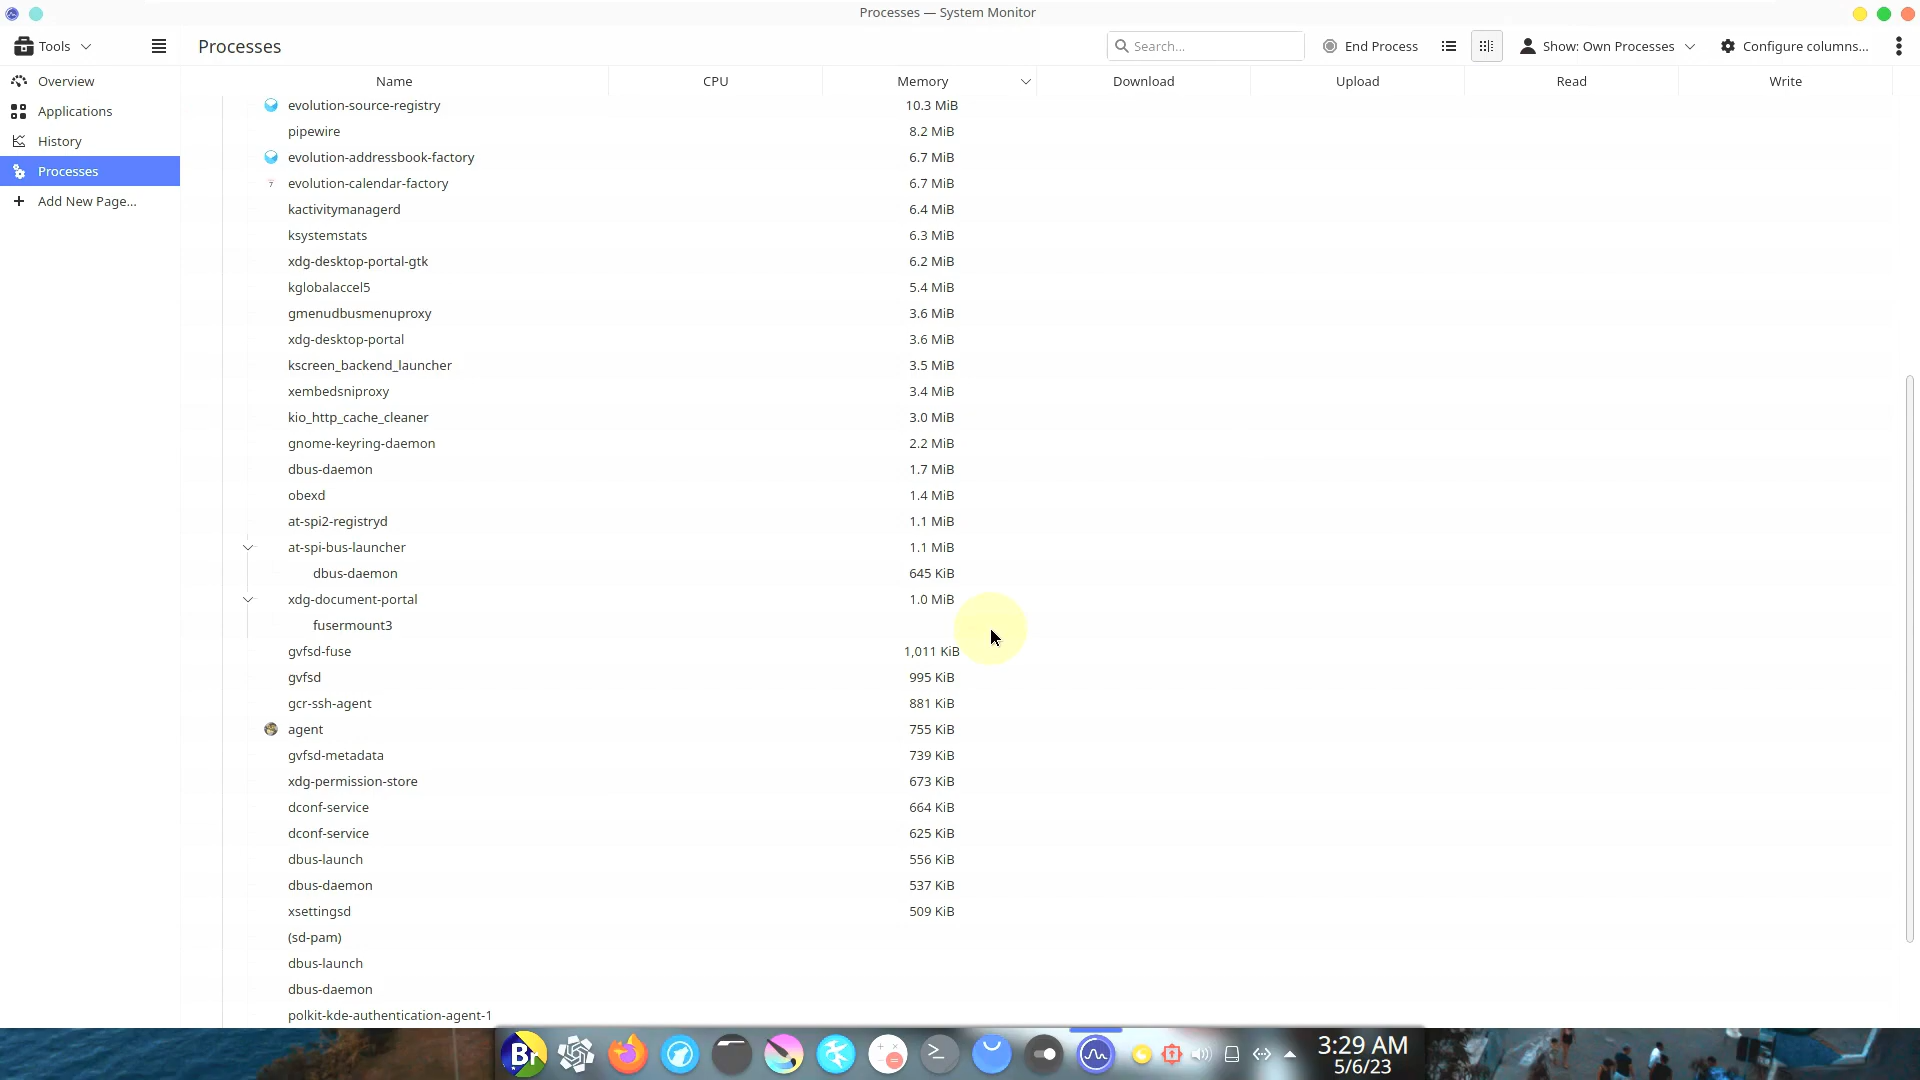 Processes — System Monitor
Tools
Processes
Search...
End Process
Show: Own Processes
Configure columns...
Overview
Applications
History
Processes
Add New Page...
Name CPU Memory Download Upload Read Write
evolution-source-registry 10.3 MiB
pipewire 8.2 MiB
evolution-addressbook-factory 6.7 MiB
7 evolution-calendar-factory 6.7 MiB
kactivitymanagerd 6.4 MiB
ksystemstats 6.3 MiB
xdg-desktop-portal-gtk 6.2 MiB
kglobalaccel5 5.4 MiB
gmenudbusmenuproxy 3.6 MiB
xdg-desktop-portal 3.6 MiB
kscreen_backend_launcher 3.5 MiB
xembedsniproxy 3.4 MiB
kio_http_cache_cleaner 3.0 MiB
gnome-keyring-daemon 2.2 MiB
dbus-daemon 1.7 MiB
obexd 1.4 MiB
at-spi2-registryd 1.1 MiB
at-spi-bus-launcher 1.1 MiB
dbus-daemon 645 KiB
xdg-document-portal 1.0 MiB
fusermount3
gvfsd-fuse 1,011 KiB
gvfsd 995 KiB
gcr-ssh-agent 881 KiB
agent 755 KiB
gvfsd-metadata 739 KiB
xdg-permission-store 673 KiB
dconf-service 664 KiB
dconf-service 625 KiB
dbus-launch 556 KiB
dbus-daemon 537 KiB
xsettingsd 509 KiB
(sd-pam)
dbus-launch
dbus-daemon
polkit-kde-authentication-agent-1
Br
3:29 AM
5/6/23